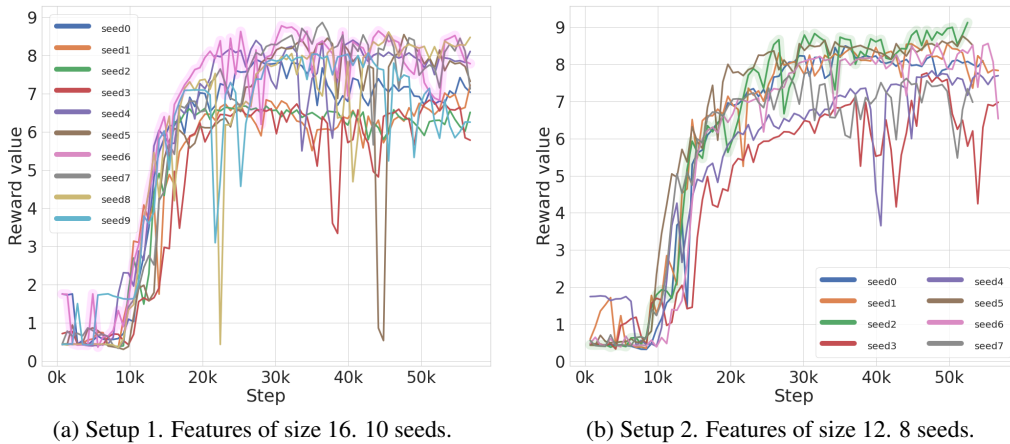 9
8
7
6
5
4
3
2
1
0
Reward value
seed0
seed1
seed2
seed3
seed4
seed5
seed6
seed7
seed8
seed9
0k
10k
20k
30k
40k
50k
Step
(a) Setup 1. Features of size 16. 10 seeds.
9
8
7
6
5
4
3
2
1
0
Reward value
seed0
seed1
seed2
seed3
seed4
seed5
seed6
seed7
0k
10k
20k
30k
40k
50k
Step
(b) Setup 2. Features of size 12. 8 seeds.